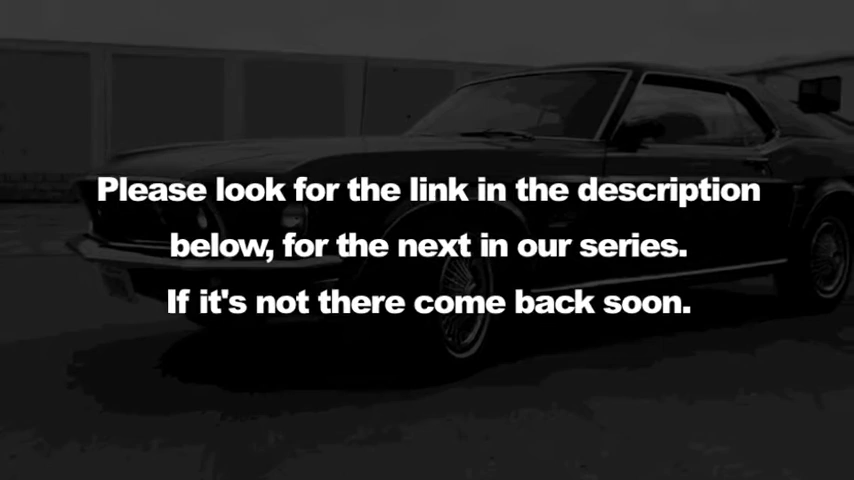 Please look for the link in the description
below, for the next in our series.
If it's not there come back soon.